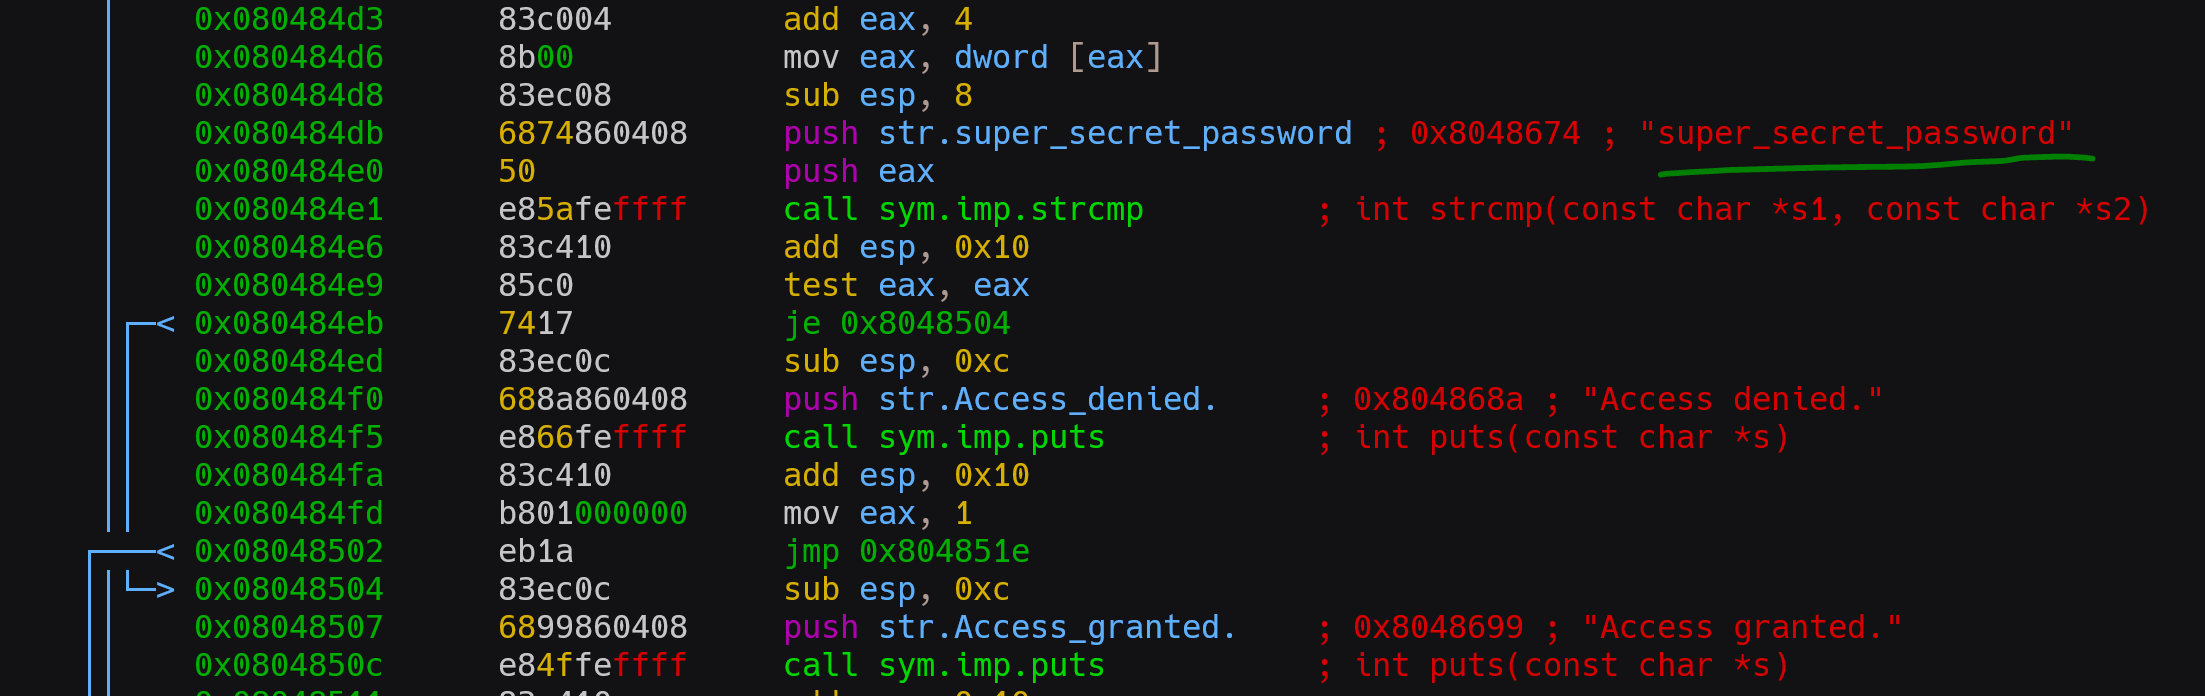 0x080484d3 83c004 add eax, 4
0x080484d6 8b00 mov eax, dword [eax]
0x080484d8 83ec08 sub esp, 8
0x080484db 6874860408 push str.super_secret_password ; 0x8048674 ; "super_secret_password"
0x080484e0 50 push eax
0x080484e1 e85afeffff call sym.imp.strcmp ; int strcmp(const char *s1, const char *s2)
0x080484e6 83c410 add esp, 0x10
0x080484e9 85c0 test eax, eax
< 0x080484eb 7417 je 0x8048504
0x080484ed 83ec0c sub esp, 0xc
0x080484f0 688a860408 push str.Access_denied. ; 0x804868a ; "Access denied."
0x080484f5 e866feffff call sym.imp.puts ; int puts(const char *s)
0x080484fa 83c410 add esp, 0x10
0x080484fd b801000000 mov eax, 1
< 0x08048502 eb1a jmp 0x804851e
> 0x08048504 83ec0c sub esp, 0xc
0x08048507 6899860408 push str.Access_granted. ; 0x8048699 ; "Access granted."
0x0804850c e84ffeffff call sym.imp.puts ; int puts(const char *s)